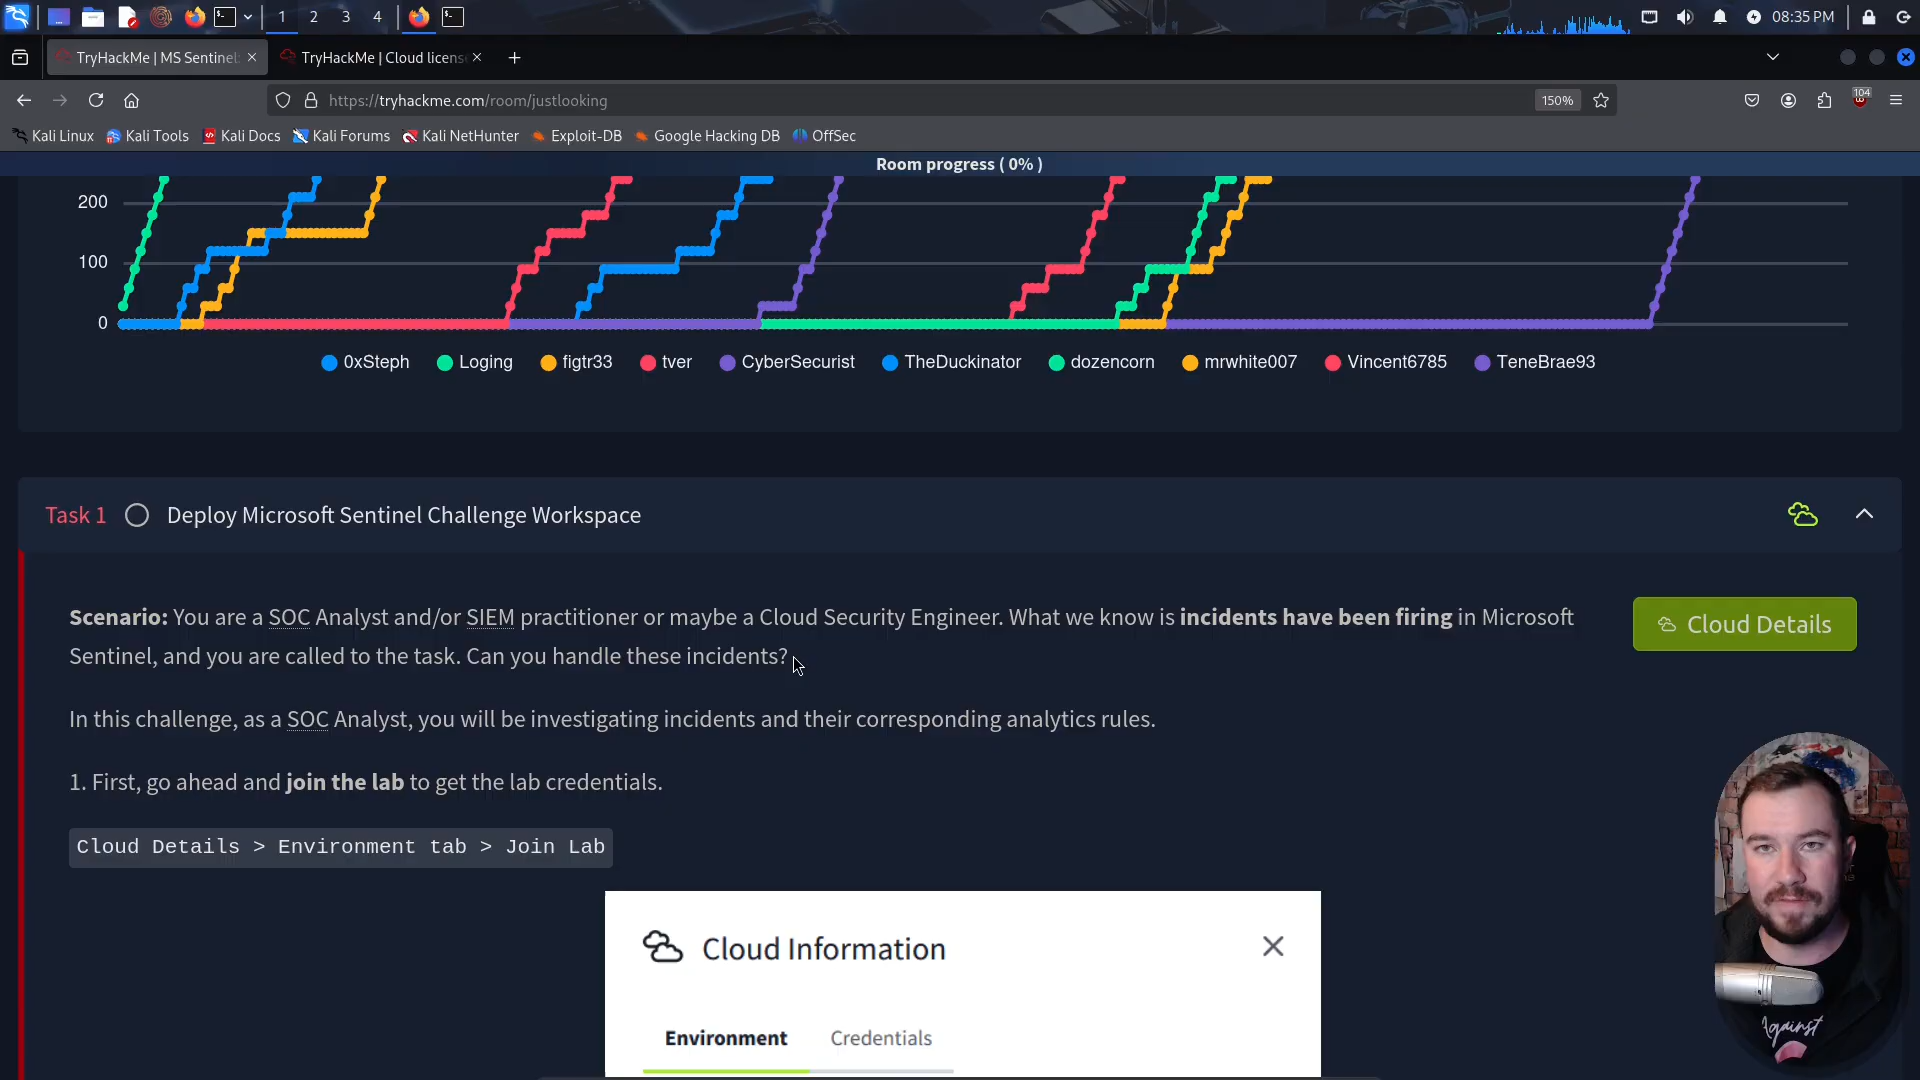 1 2 3 4 08:35 PM
TryHackMe | MS Sentinel
TryHackMe | Cloud license
https://tryhackme.com/room/justlooking
150%
104
Kali Linux Kali Tools Kali Docs Kali Forums Kali NetHunter Exploit-DB Google Hacking DB OffSec
Room progress ( 0% )
200
100
0
0xSteph Loging figtr33 tver CyberSecurist TheDuckinator dozencorn mrwhite007 Vincent6785 TeneBrae93
Task 1 Deploy Microsoft Sentinel Challenge Workspace
Scenario: You are a SOC Analyst and/or SIEM practitioner or maybe a Cloud Security Engineer. What we know is incidents have been firing in Microsoft
Sentinel, and you are called to the task. Can you handle these incidents?
Cloud Details
In this challenge, as a SOC Analyst, you will be investigating incidents and their corresponding analytics rules.
1. First, go ahead and join the lab to get the lab credentials.
Cloud Details > Environment tab > Join Lab
Cloud Information
Environment Credentials
Against